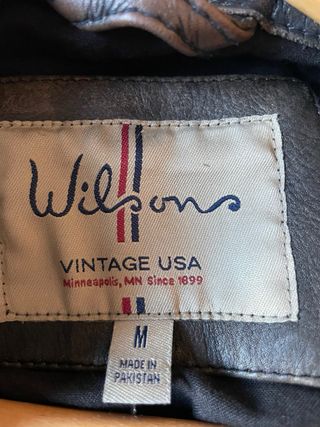 Wilsons
VINTAGE USA
Minneapolis, MN Since 1899
M
MADE IN
PAKISTAN